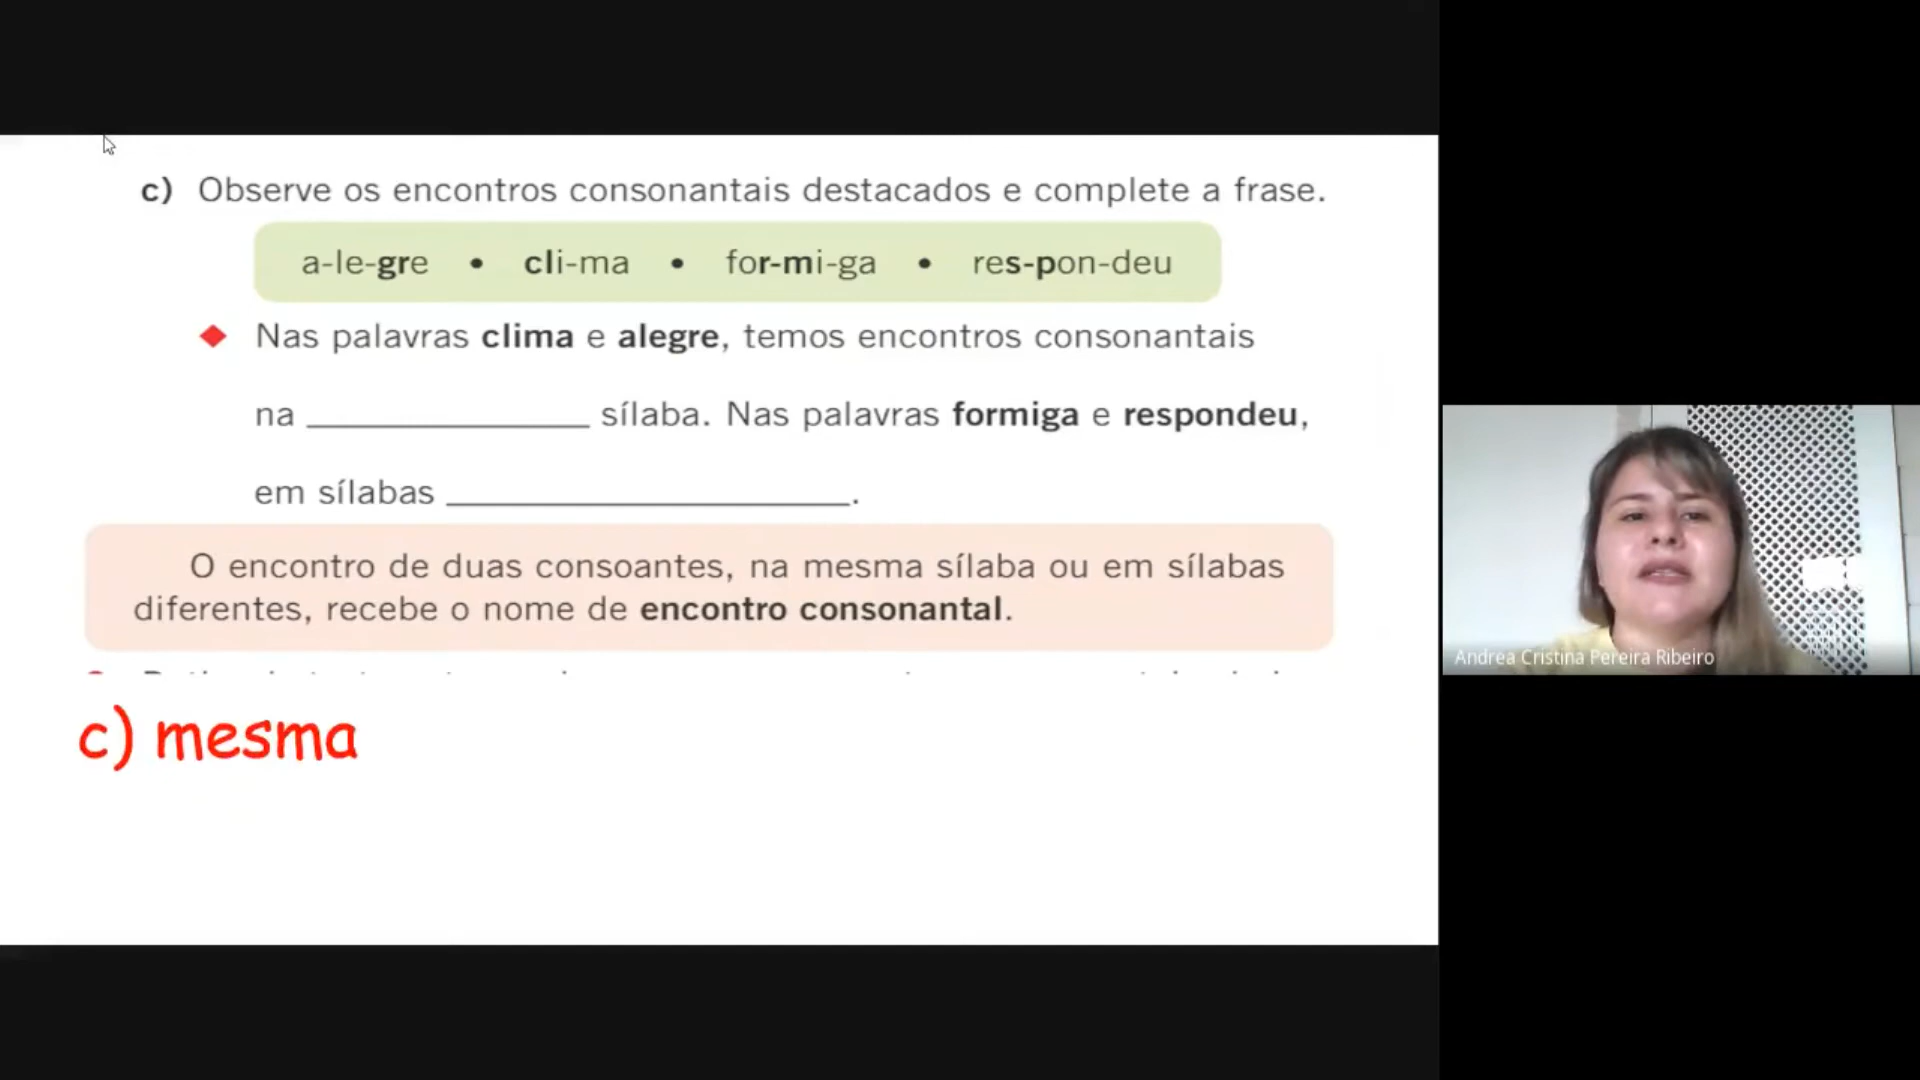 c) Observe os encontros consonantais destacados e complete a frase.
a-le-gre • cli-ma • for-mi-ga • res-pon-deu
Nas palavras clima e alegre, temos encontros consonantais
na ______________ sílaba. Nas palavras formiga e respondeu,
em sílabas ____________________.
O encontro de duas consoantes, na mesma sílaba ou em sílabas
diferentes, recebe o nome de encontro consonantal.
c) mesma
Andrea Cristina Pereira Ribeiro